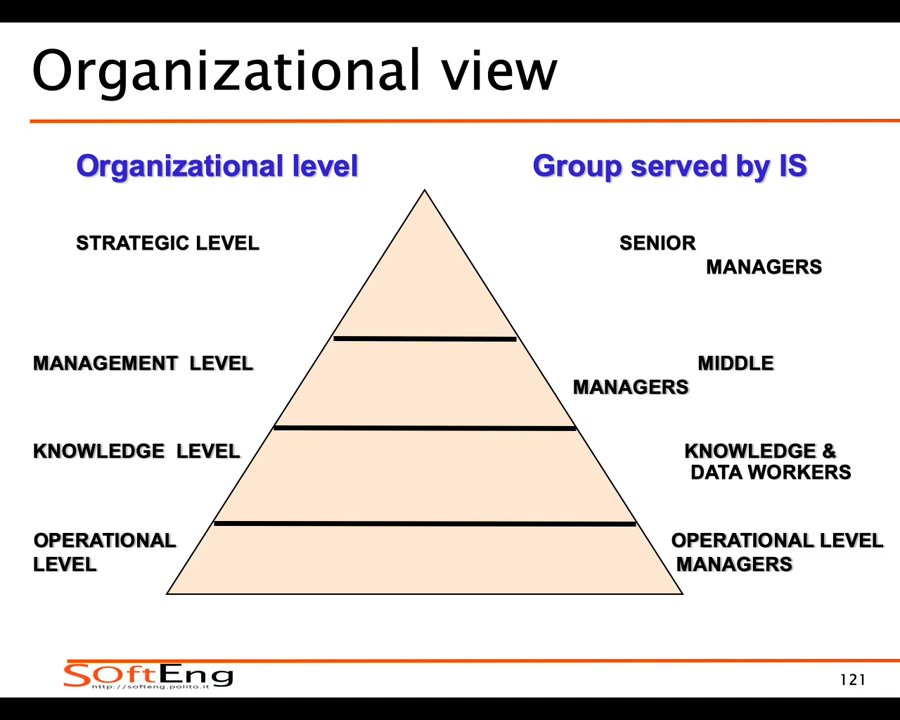 Organizational view
Organizational level
Group served by IS
STRATEGIC LEVEL
SENIOR
MANAGERS
MANAGEMENT LEVEL
MIDDLE
MANAGERS
KNOWLEDGE LEVEL
KNOWLEDGE &
DATA WORKERS
OPERATIONAL
LEVEL
OPERATIONAL LEVEL
MANAGERS
SOftEng
http://softeng.polito.it
121